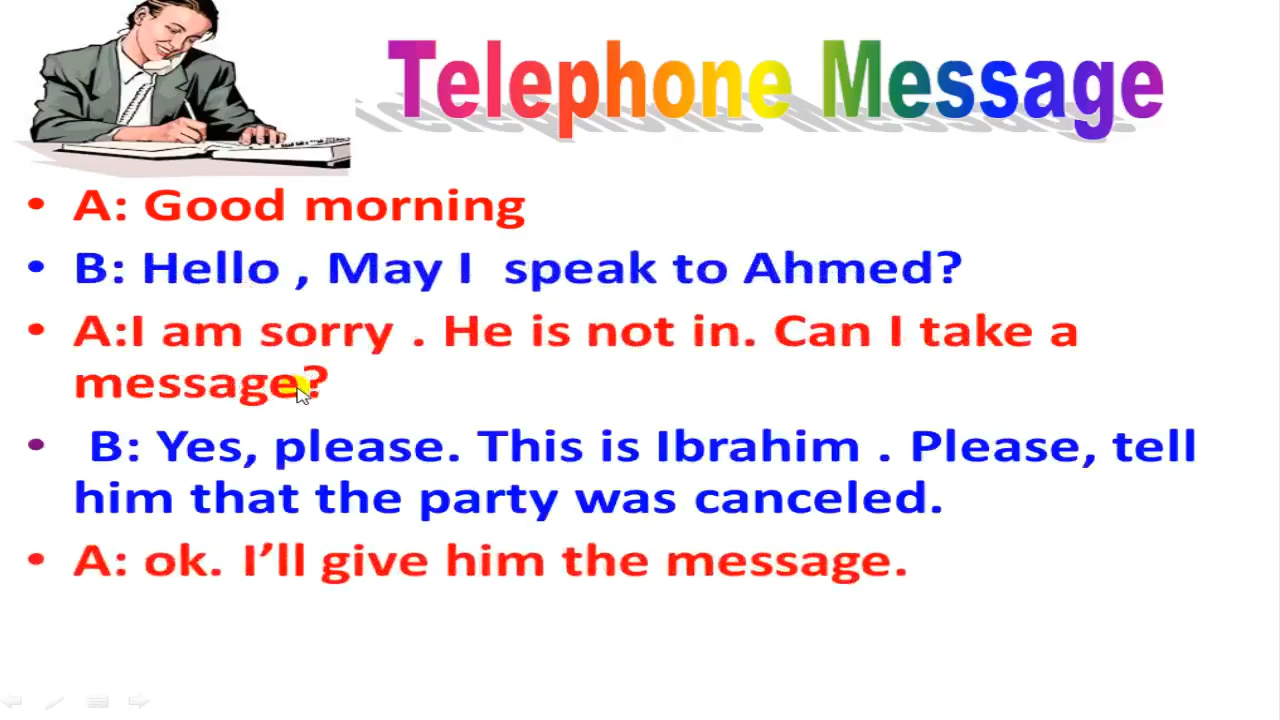 Telephone Message
• A: Good morning
• B: Hello , May I speak to Ahmed?
• A:I am sorry . He is not in. Can I take a
message?
• B: Yes, please. This is Ibrahim . Please, tell
him that the party was canceled.
• A: ok. I’ll give him the message.